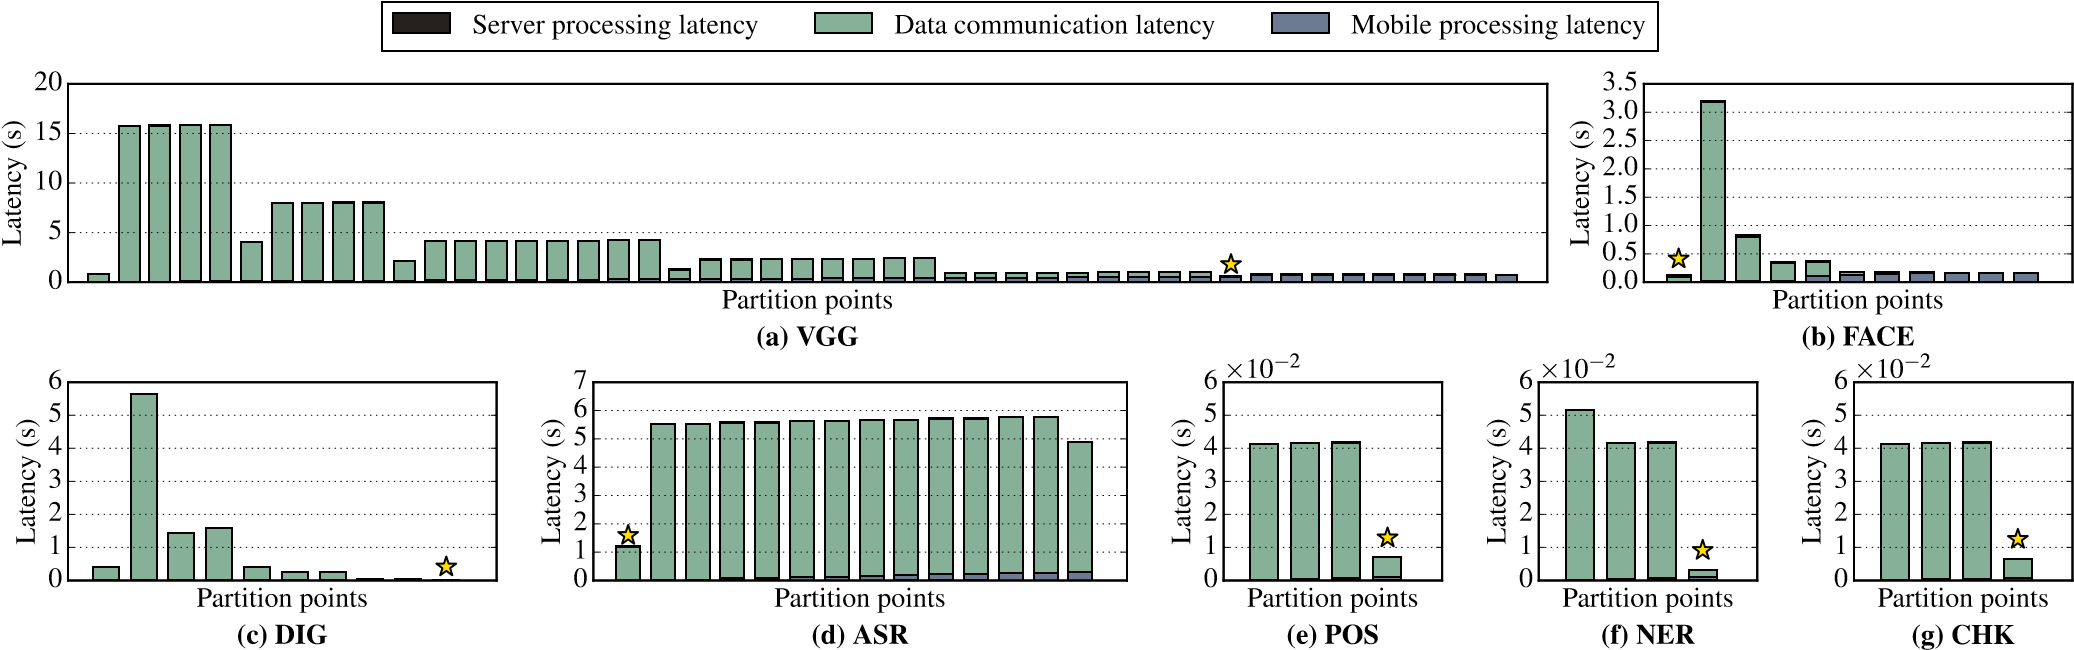 Server processing latency Data communication latency Mobile processing latency
20
15
10
5
0
Latency (s)
Partition points
(a) VGG
3.5
3.0
2.5
2.0
1.5
1.0
0.5
0.0
Latency (s)
Partition points
(b) FACE
6
5
4
3
2
1
0
Latency (s)
Partition points
(c) DIG
7
6
5
4
3
2
1
0
Latency (s)
Partition points
(d) ASR
×10⁻²
6
5
4
3
2
1
0
Latency (s)
Partition points
(e) POS
×10⁻²
6
5
4
3
2
1
0
Latency (s)
Partition points
(f) NER
×10⁻²
6
5
4
3
2
1
0
Latency (s)
Partition points
(g) CHK